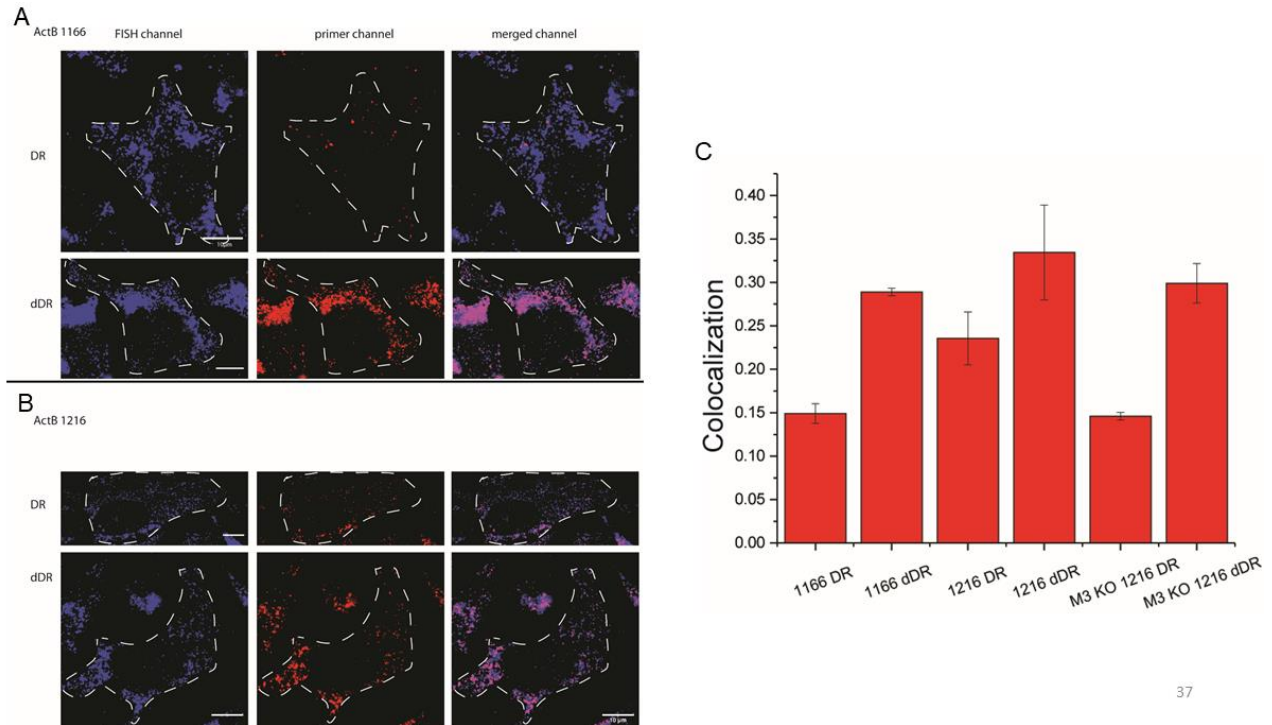 A
ActB 1166
FISH channel primer channel merged channel
DR
10µm
dDR
B
ActB 1216
DR
dDR
10 µm
C
Colocalization
0.40
0.35
0.30
0.25
0.20
0.15
0.10
0.05
0.00
1166 DR
1166 dDR
1216 DR
1216 dDR
M3 KO 1216 DR
M3 KO 1216 dDR
37